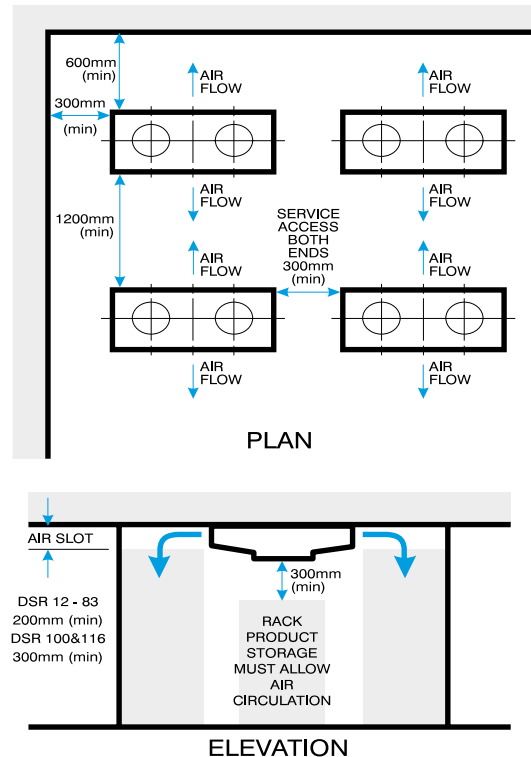 600mm
(min)
AIR
FLOW
AIR
FLOW
300mm
(min)
AIR
FLOW
AIR
FLOW
1200mm
(min)
SERVICE
ACCESS
BOTH
ENDS
300mm
(min)
AIR
FLOW
AIR
FLOW
AIR
FLOW
AIR
FLOW
PLAN
AIR SLOT
DSR 12 - 83
200mm (min)
DSR 100&116
300mm (min)
300mm
(min)
RACK
PRODUCT
STORAGE
MUST ALLOW
AIR
CIRCULATION
ELEVATION